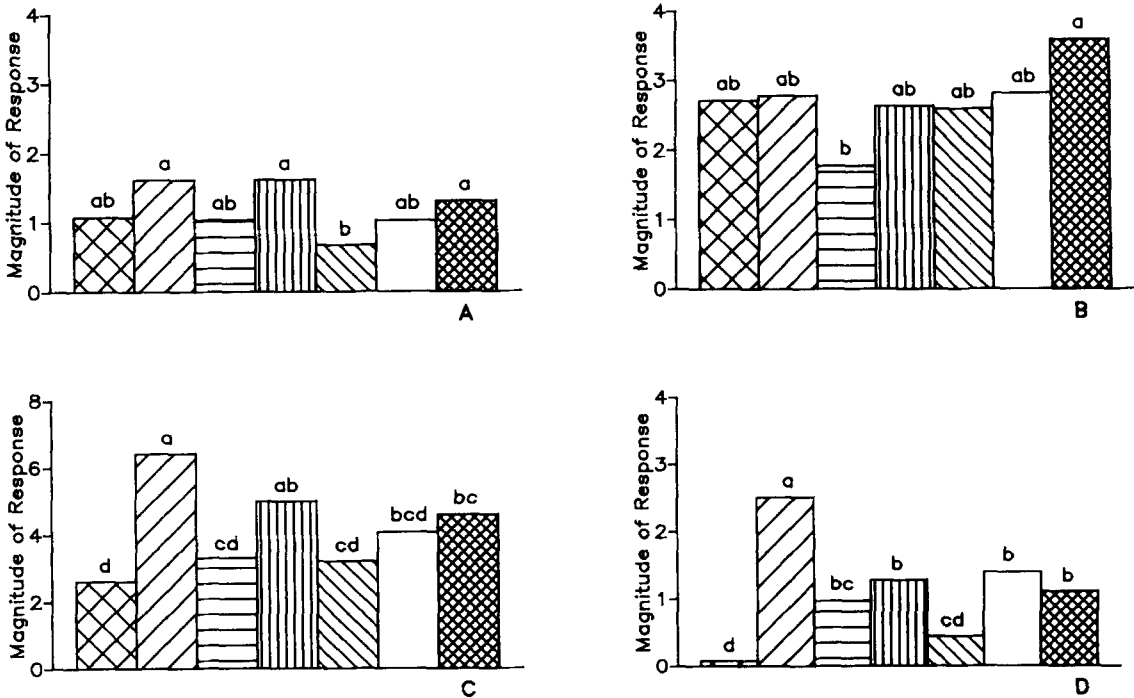 Magnitude of Response
4
3
2
1
0
ab
a
ab
a
b
ab
a
A
Magnitude of Response
4
3
2
1
0
ab
ab
b
ab
ab
ab
a
B
Magnitude of Response
8
6
4
2
0
d
a
cd
ab
cd
bcd
bc
C
Magnitude of Response
4
3
2
1
0
d
a
bc
b
cd
b
b
D